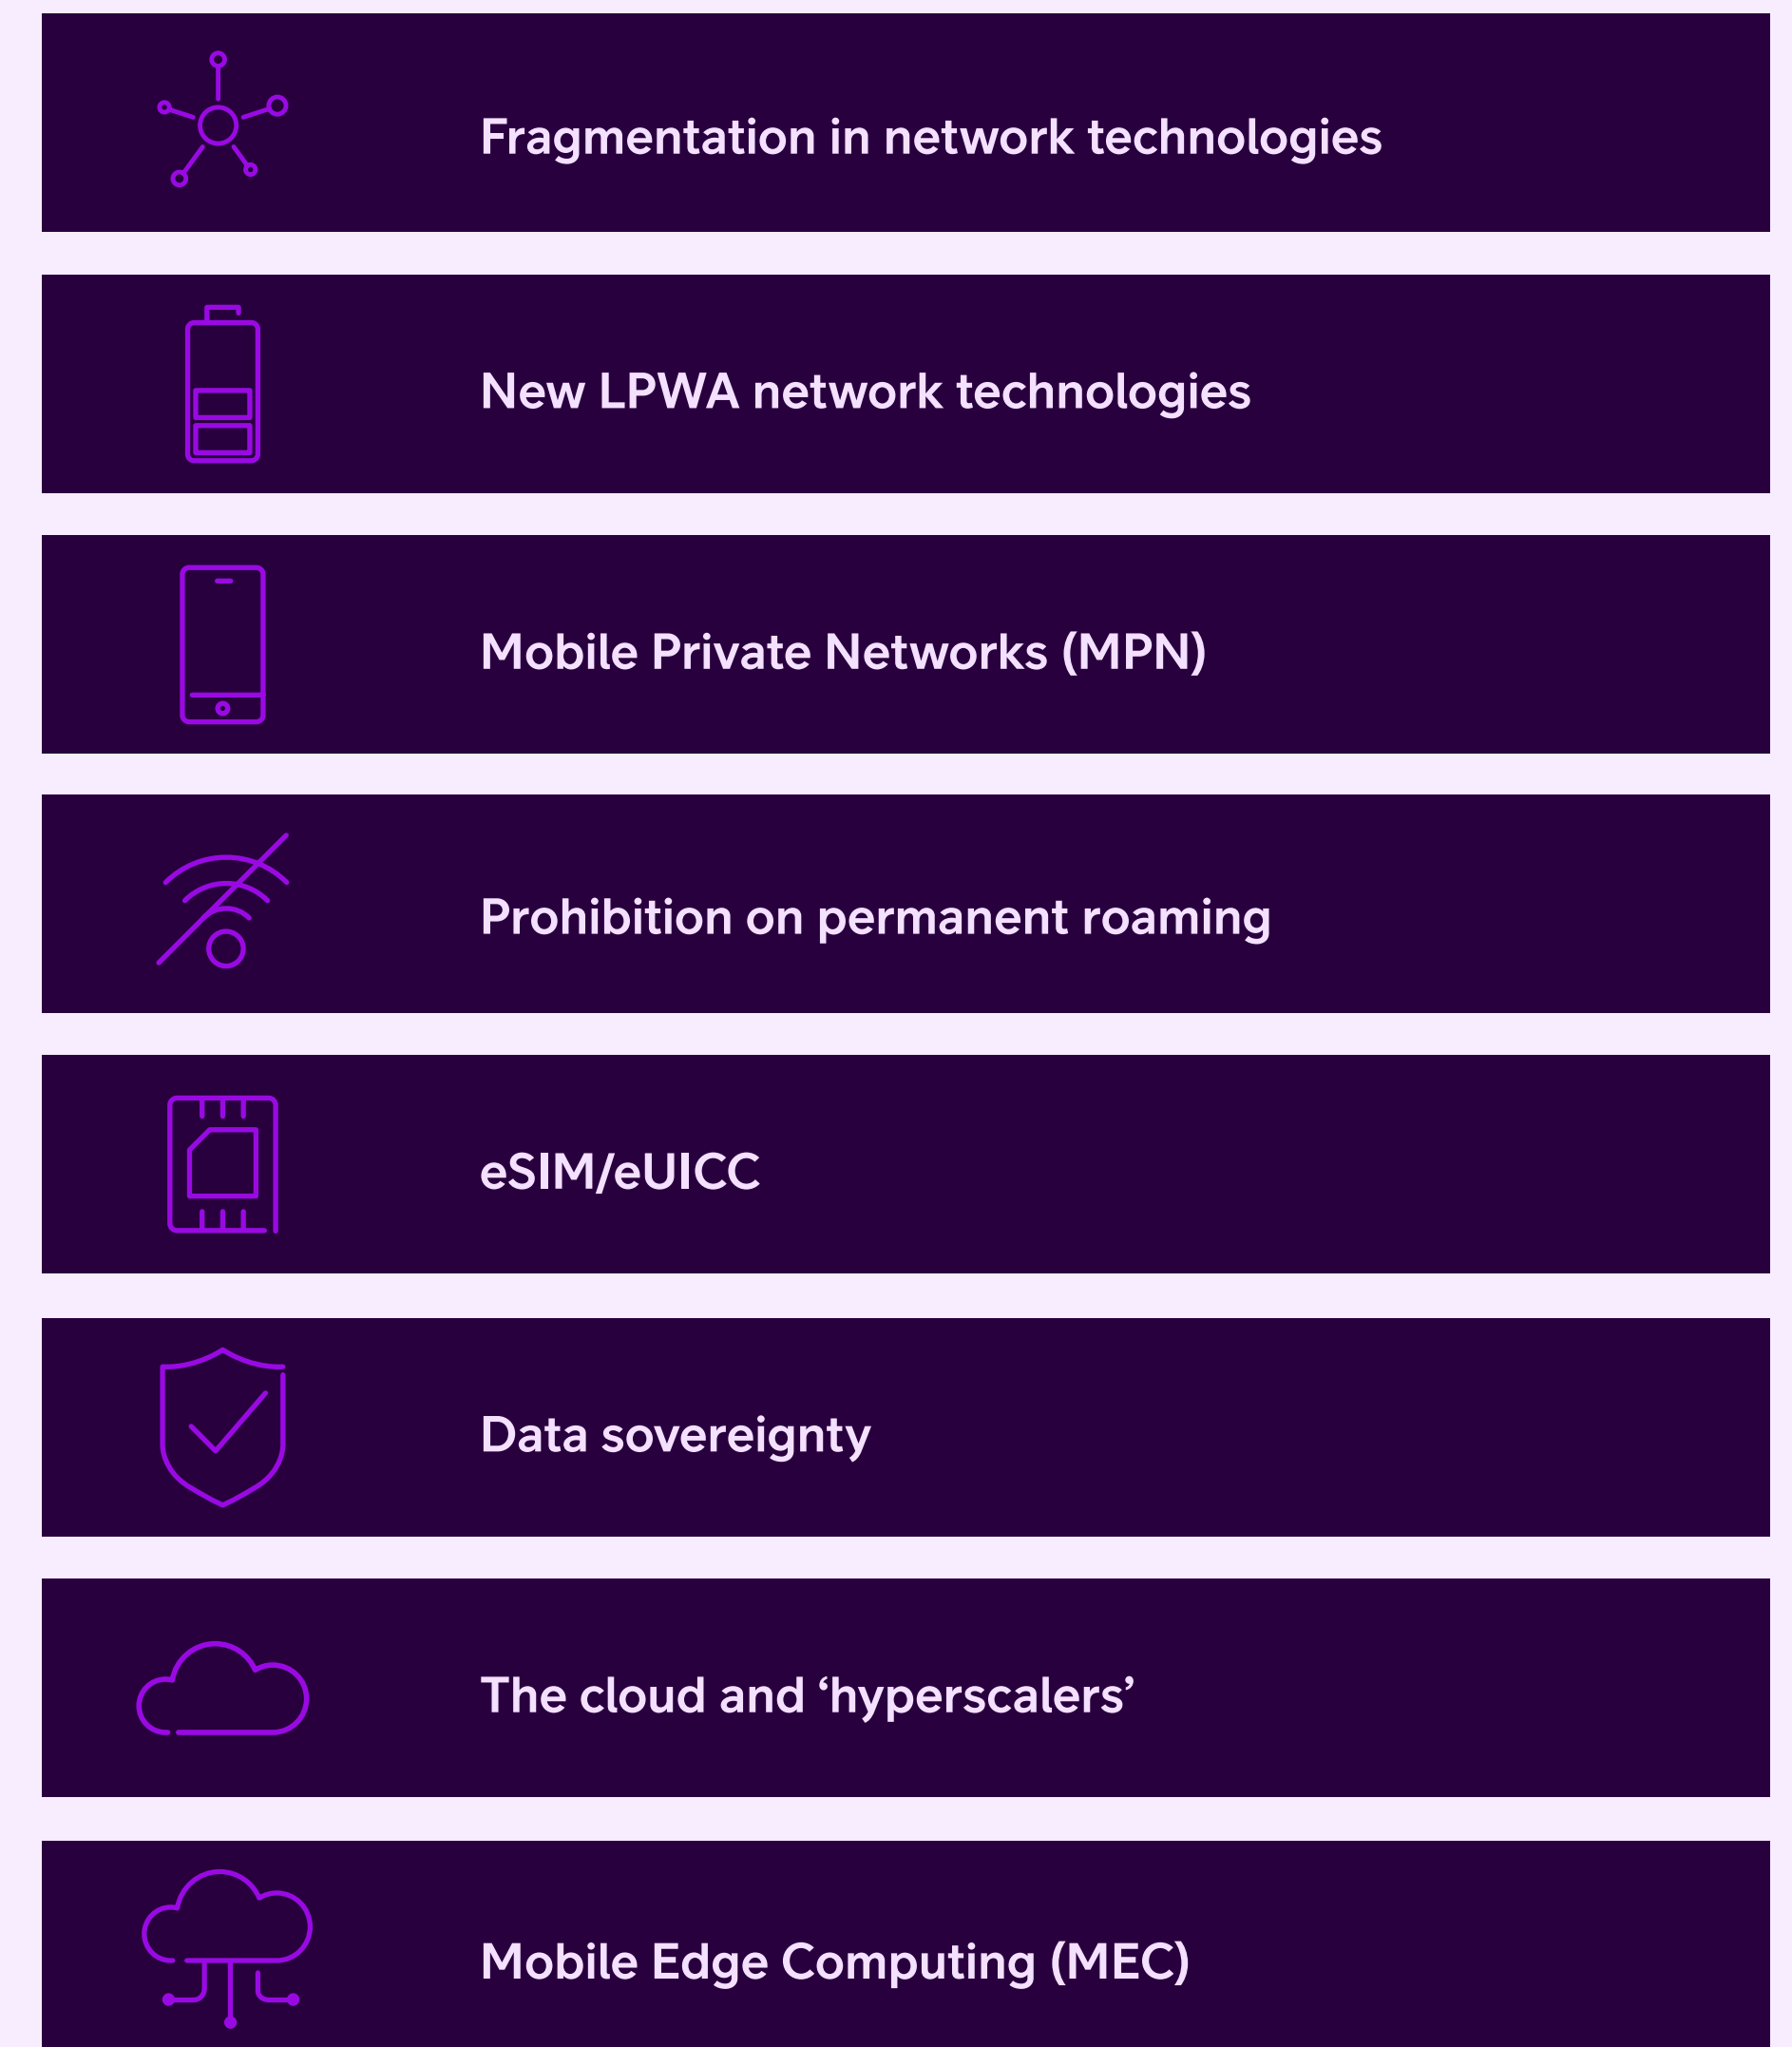 Fragmentation in network technologies
New LPWA network technologies
Mobile Private Networks (MPN)
Prohibition on permanent roaming
eSIM/eUICC
Data sovereignty
The cloud and ‘hyperscalers’
Mobile Edge Computing (MEC)